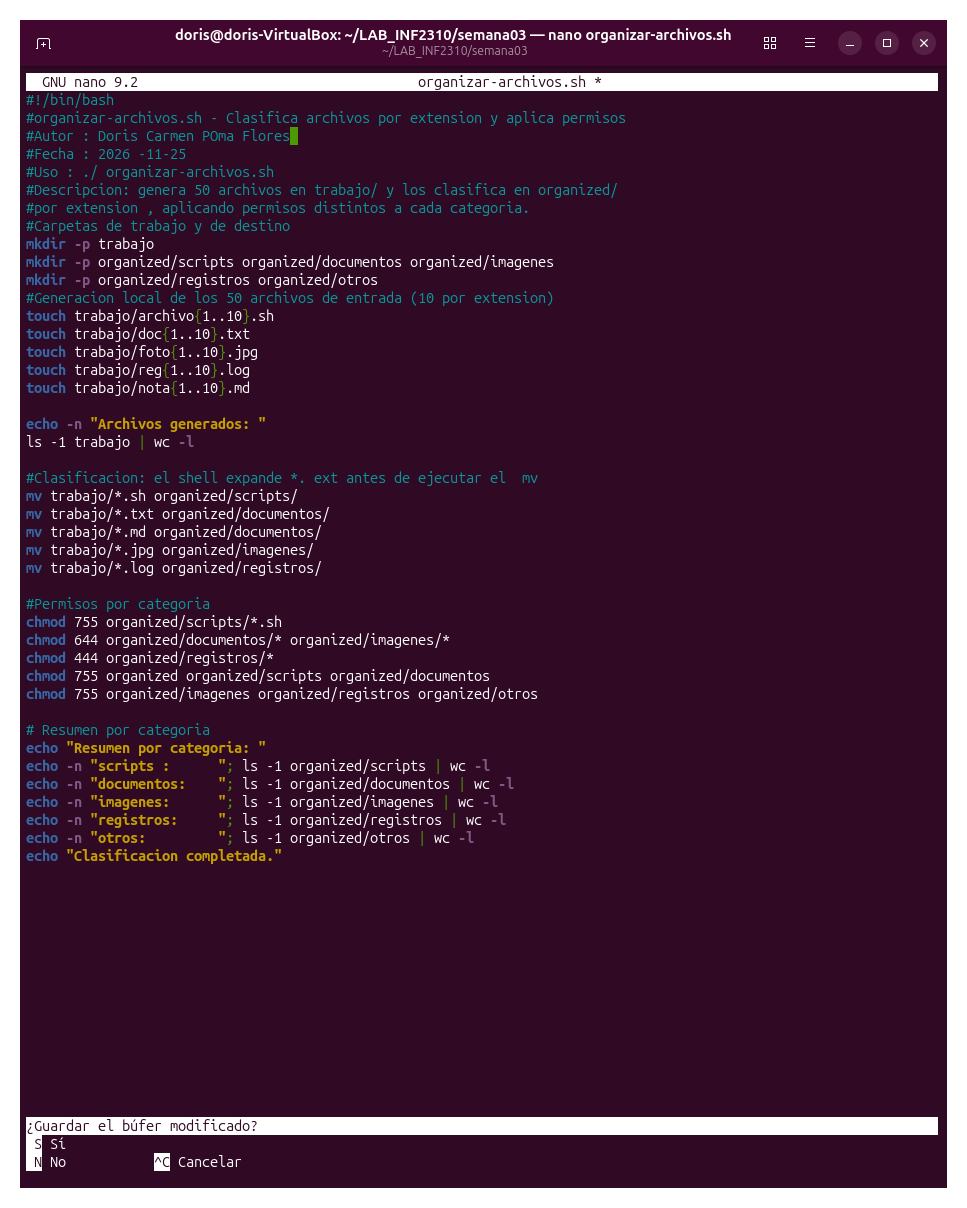 doris@doris-VirtualBox: ~/LAB_INF2310/semana03 — nano organizar-archivos.sh
~/LAB_INF2310/semana03
GNU nano 9.2 organizar-archivos.sh *
#!/bin/bash
#organizar-archivos.sh - Clasifica archivos por extension y aplica permisos
#Autor : Doris Carmen POma Flores
#Fecha : 2026 -11-25
#Uso : ./ organizar-archivos.sh
#Descripcion: genera 50 archivos en trabajo/ y los clasifica en organized/
#por extension , aplicando permisos distintos a cada categoria.
#Carpetas de trabajo y de destino
mkdir -p trabajo
mkdir -p organized/scripts organized/documentos organized/imagenes
mkdir -p organized/registros organized/otros
#Generacion local de los 50 archivos de entrada (10 por extension)
touch trabajo/archivo{1..10}.sh
touch trabajo/doc{1..10}.txt
touch trabajo/foto{1..10}.jpg
touch trabajo/reg{1..10}.log
touch trabajo/nota{1..10}.md
echo -n "Archivos generados: "
ls -1 trabajo | wc -l
#Clasificacion: el shell expande *. ext antes de ejecutar el  mv
mv trabajo/*.sh organized/scripts/
mv trabajo/*.txt organized/documentos/
mv trabajo/*.md organized/documentos/
mv trabajo/*.jpg organized/imagenes/
mv trabajo/*.log organized/registros/
#Permisos por categoria
chmod 755 organized/scripts/*.sh
chmod 644 organized/documentos/* organized/imagenes/*
chmod 444 organized/registros/*
chmod 755 organized organized/scripts organized/documentos
chmod 755 organized/imagenes organized/registros organized/otros
# Resumen por categoria
echo "Resumen por categoria: "
echo -n "scripts :      "; ls -1 organized/scripts | wc -l
echo -n "documentos:    "; ls -1 organized/documentos | wc -l
echo -n "imagenes:      "; ls -1 organized/imagenes | wc -l
echo -n "registros:     "; ls -1 organized/registros | wc -l
echo -n "otros:         "; ls -1 organized/otros | wc -l
echo "Clasificacion completada."
¿Guardar el búfer modificado?
S Sí
N No ^C Cancelar